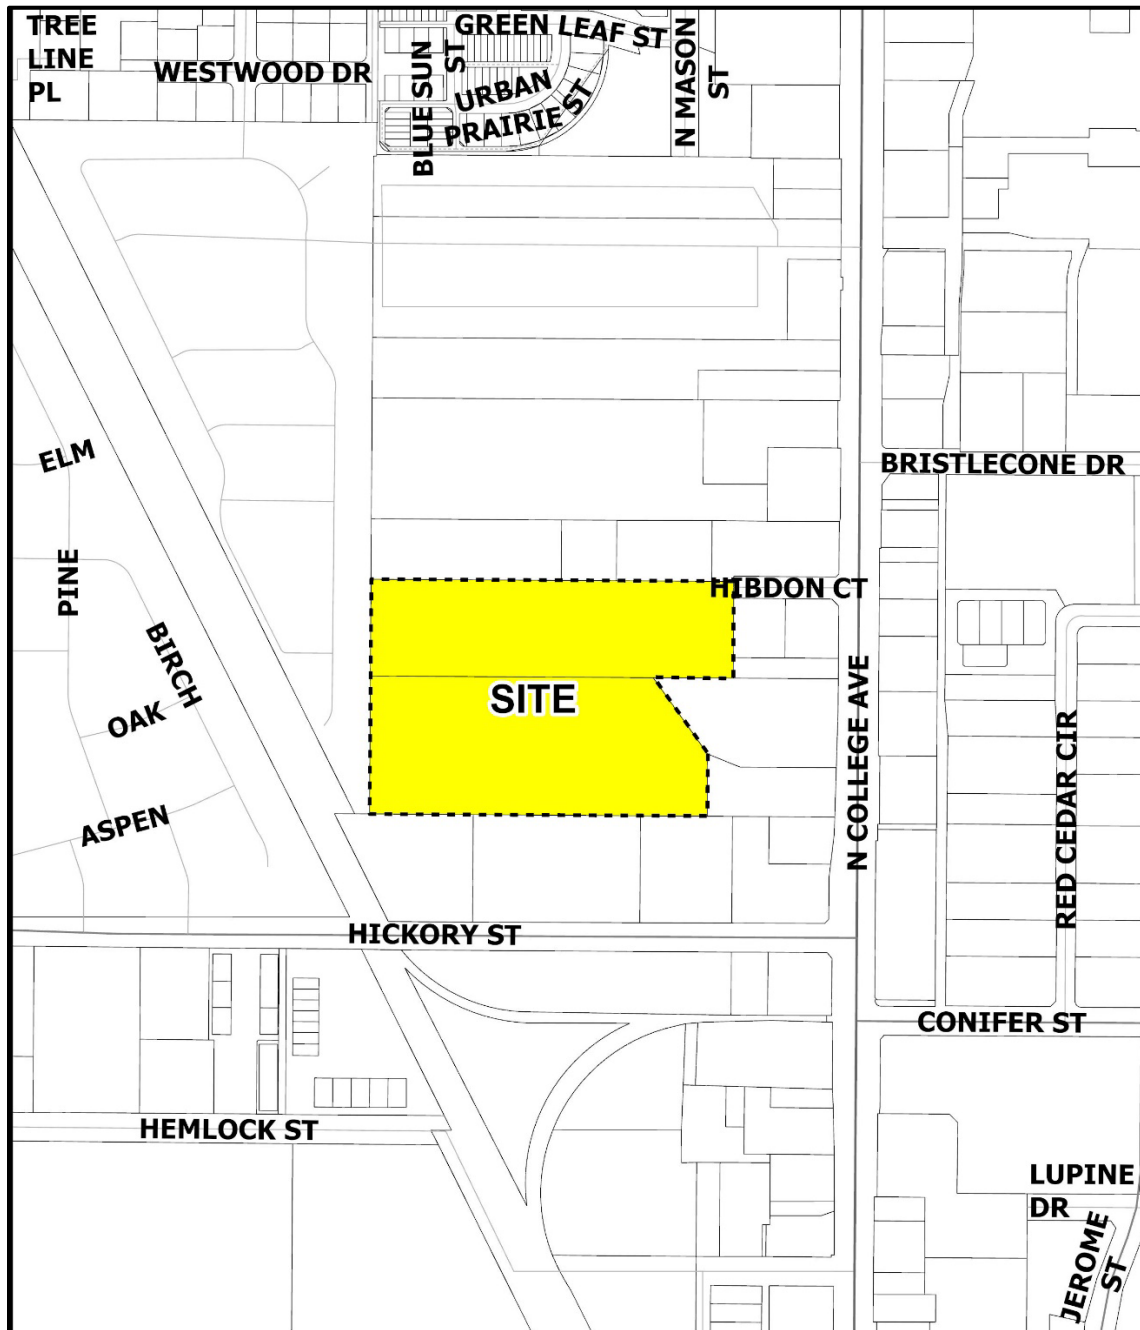 TREE
LINE
PL
WESTWOOD DR
GREEN LEAF ST
BLUE SUN
ST
URBAN
PRAIRIE ST
N MASON
ST
ELM
BRISTLECONE DR
PINE
BIRCH
HIBDON CT
SITE
OAK
N COLLEGE AVE
RED CEDAR CIR
ASPEN
HICKORY ST
CONIFER ST
HEMLOCK ST
LUPINE
DR
JEROME
ST